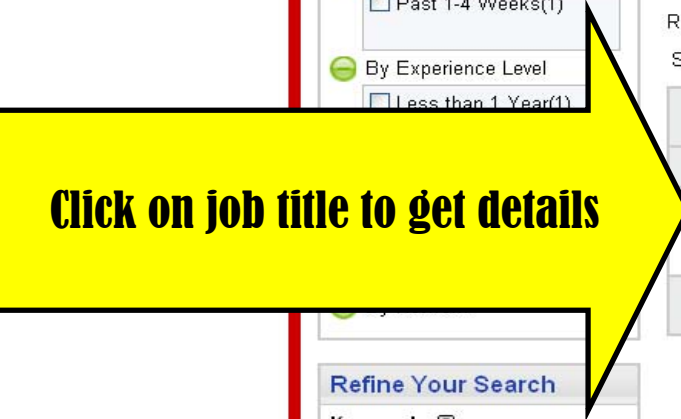 Past 1-4 Weeks(1)
R
By Experience Level
S
Less than 1 Year(1)
Click on job title to get details
Refine Your Search